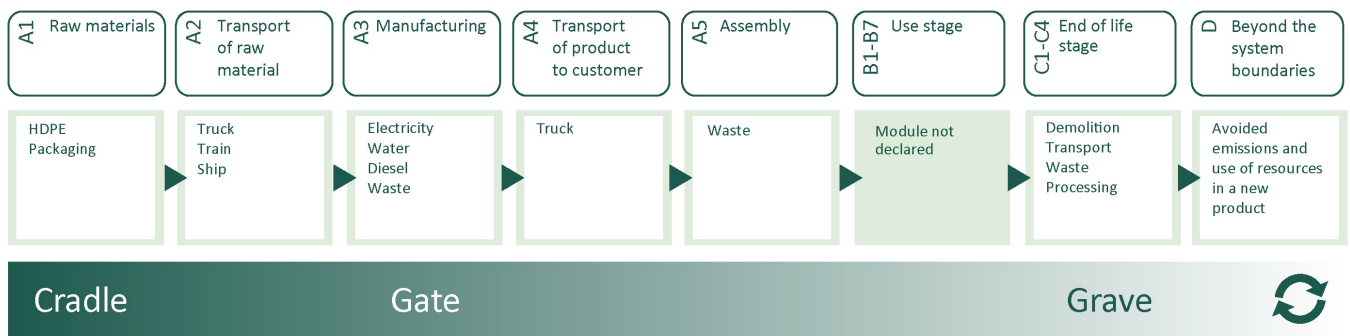 A1
Raw materials
A2
Transport
of raw
material
A3
Manufacturing
A4
Transport
of product
to customer
A5
Assembly
B1-B7
Use stage
C1-C4
End of life
stage
D
Beyond the
system
boundaries
HDPE
Packaging
Truck
Train
Ship
Electricity
Water
Diesel
Waste
Truck
Waste
Module not
declared
Demolition
Transport
Waste
Processing
Avoided
emissions and
use of resources
in a new
product
Cradle
Gate
Grave